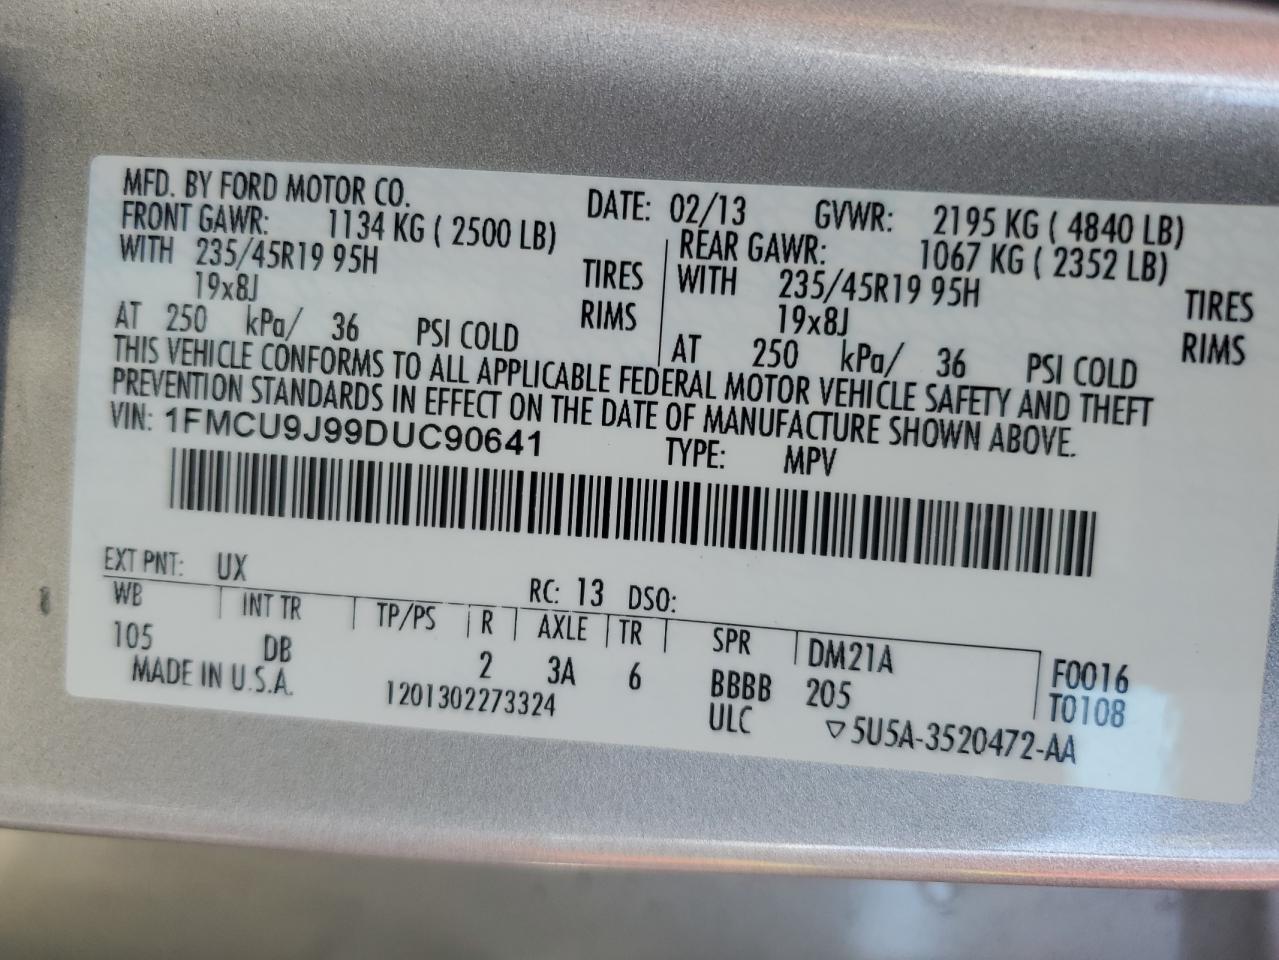 MFD. BY FORD MOTOR CO. DATE: 02/13 GVWR: 2195 KG ( 4840 LB)
FRONT GAWR: 1134 KG ( 2500 LB) REAR GAWR: 1067 KG ( 2352 LB)
WITH 235/45R19 95H TIRES WITH 235/45R19 95H TIRES
19x8J RIMS 19x8J RIMS
AT 250 kPa/ 36 PSI COLD AT 250 kPa/ 36 PSI COLD
THIS VEHICLE CONFORMS TO ALL APPLICABLE FEDERAL MOTOR VEHICLE SAFETY AND THEFT
PREVENTION STANDARDS IN EFFECT ON THE DATE OF MANUFACTURE SHOWN ABOVE.
VIN: 1FMCU9J99DUC90641 TYPE: MPV
EXT PNT: UX RC: 13 DSO:
WB INT TR TP/PS R AXLE TR SPR DM21A F0016
105 DB 2 3A 6 BBBB 205 T0108
MADE IN U.S.A. 1201302273324 ULC ▽5U5A-3520472-AA